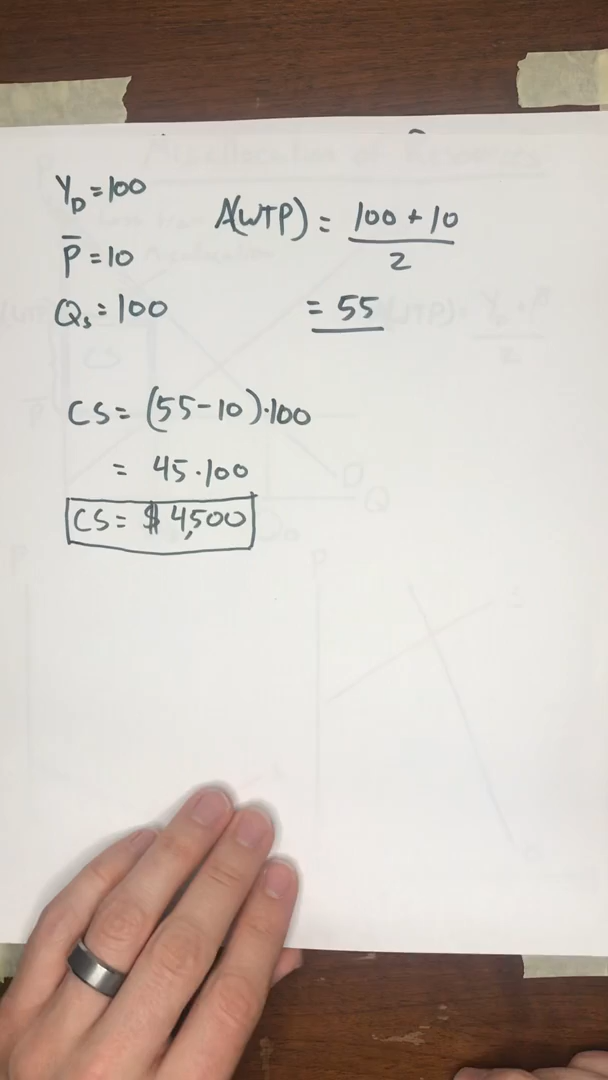 Y_D = 100
P̅ = 10
Q_s = 100
A(WTP) = (100 + 10) / 2
= 55
CS = (55 - 10)·100
= 45·100
CS = $4,500